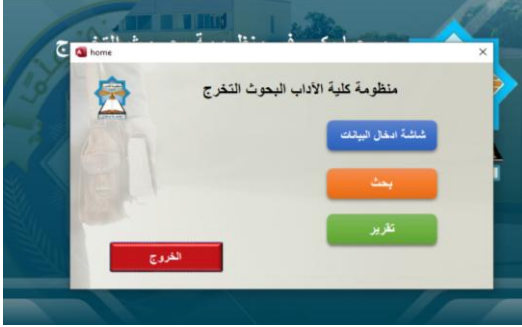 home
منظومة كلية الآداب البحوث التخرج
شاشة ادخال البيانات
بحث
تقرير
الخروج